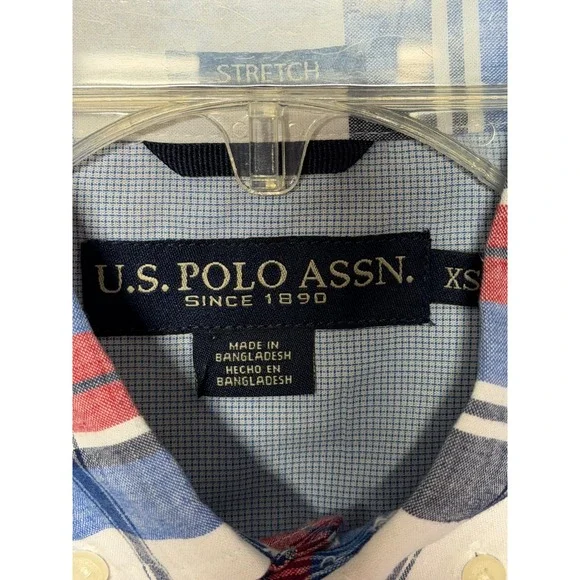 STRETCH
U.S. POLO ASSN.
SINCE 1890
XS
MADE IN
BANGLADESH
HECHO EN
BANGLADESH